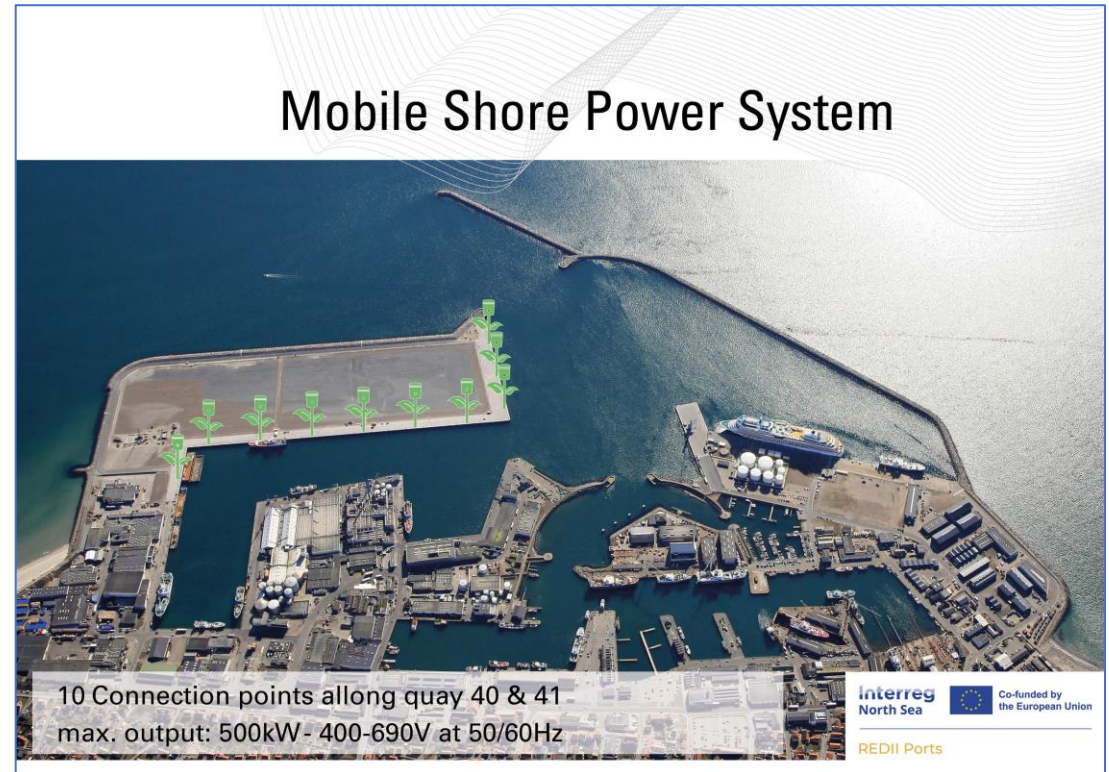 Mobile Shore Power System
10 Connection points allong quay 40 & 41
max. output: 500kW - 400-690V at 50/60Hz
Interreg
North Sea
Co-funded by
the European Union
REDII Ports